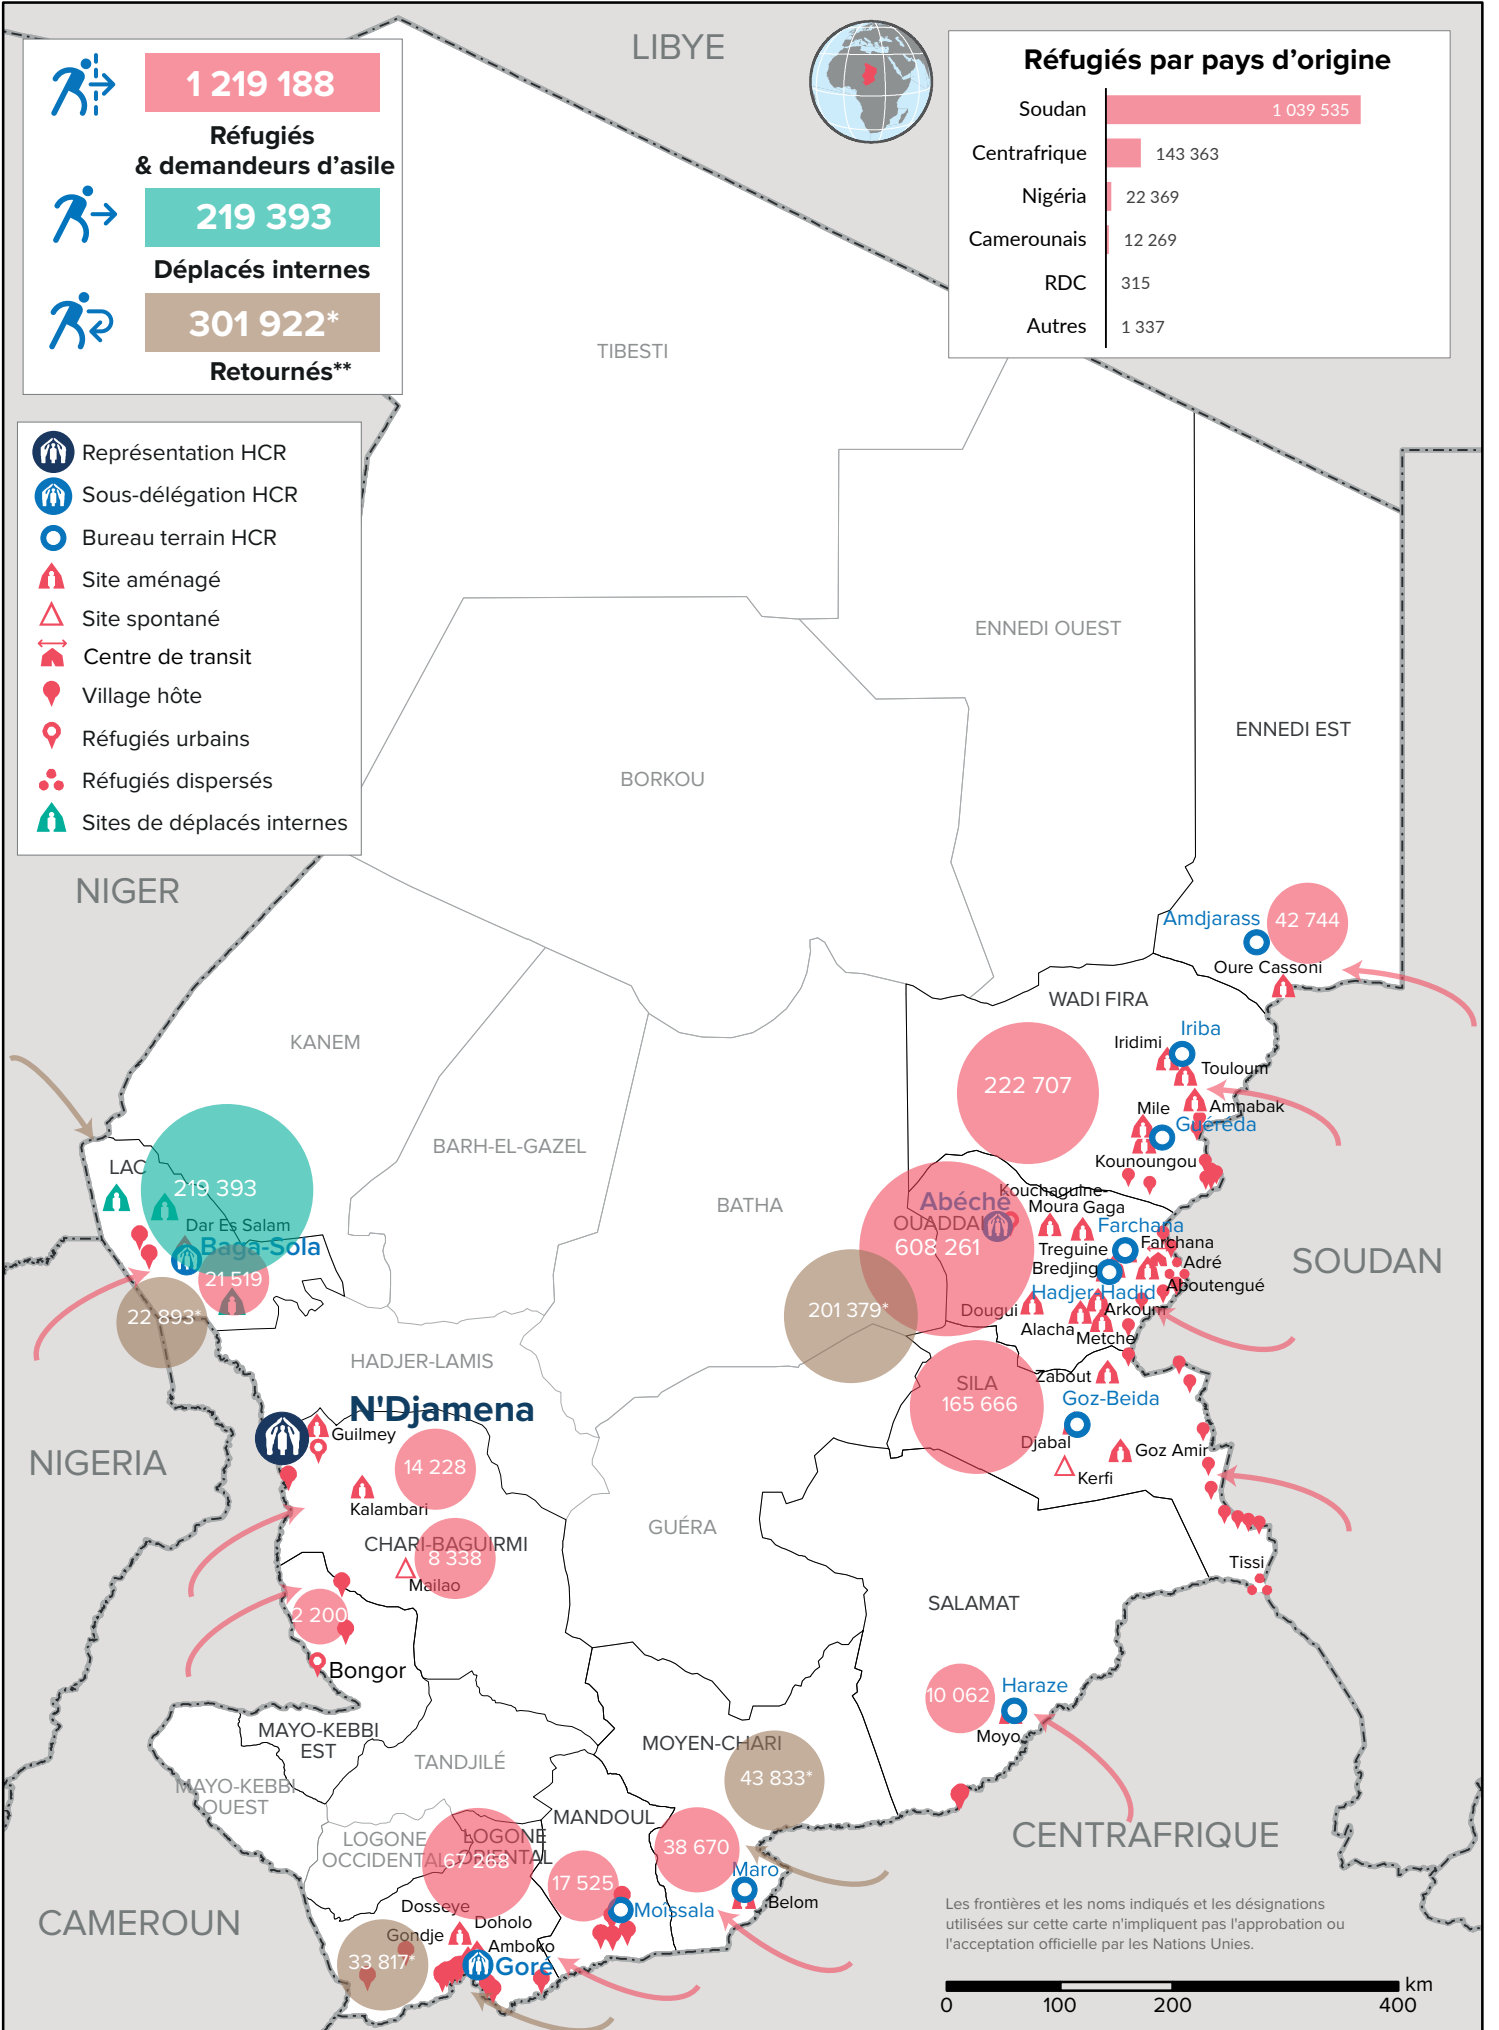 LIBYE
1 219 188
Réfugiés
& demandeurs d'asile
219 393
Déplacés internes
301 922*
Retournés**
Réfugiés par pays d'origine
Soudan 1 039 535
Centrafrique 143 363
Nigéria 22 369
Camerounais 12 269
RDC 315
Autres 1 337
Représentation HCR
Sous-délégation HCR
Bureau terrain HCR
Site aménagé
Site spontané
Centre de transit
Village hôte
Réfugiés urbains
Réfugiés dispersés
Sites de déplacés internes
TIBESTI
ENNEDI OUEST
ENNEDI EST
BORKOU
NIGER
Amdjarass
42 744
Oure Cassoni
WADI FIRA
Iriba
Iridimi
Touloum
222 707
Amnabak
Mile
Guéréda
Kounoungou
KANEM
BARH-EL-GAZEL
BATHA
LAC
219 393
Dar Es Salam
Baga-Sola
21 519
22 893*
Kouchaguine-
Moura
Gaga
Abéché
OUADDAI
608 261
Farchana
Farchana
Treguine
Bredjing
Adré
Aboutengué
Hadjer Hadid
Dougui
Arkoum
Alacha
Metche
201 379*
SOUDAN
HADJER-LAMIS
Zabout
SILA
165 666
Goz-Beida
Djabal
Goz Amir
Kerfi
N'Djamena
Guilmey
14 228
Kalambari
NIGERIA
CHARI-BAGUIRMI
8 338
Mailao
GUÉRA
Tissi
SALAMAT
2 200
Bongor
10 062
Haraze
Moyo
MAYO-KEBBI
EST
MAYO-KEBBI
OUEST
TANDJILÉ
MOYEN-CHARI
43 833*
MANDOUL
LOGONE
OCCIDENTAL
LOGONE
ORIENTAL
67 268
38 670
17 525
Maro
Belom
Moissala
CENTRAFRIQUE
CAMEROUN
Dosseye
Doholo
Gondje
Amboko
Goré
33 817*
Les frontières et les noms indiqués et les désignations
utilisées sur cette carte n'impliquent pas l'approbation ou
l'acceptation officielle par les Nations Unies.
km
0 100 200 400